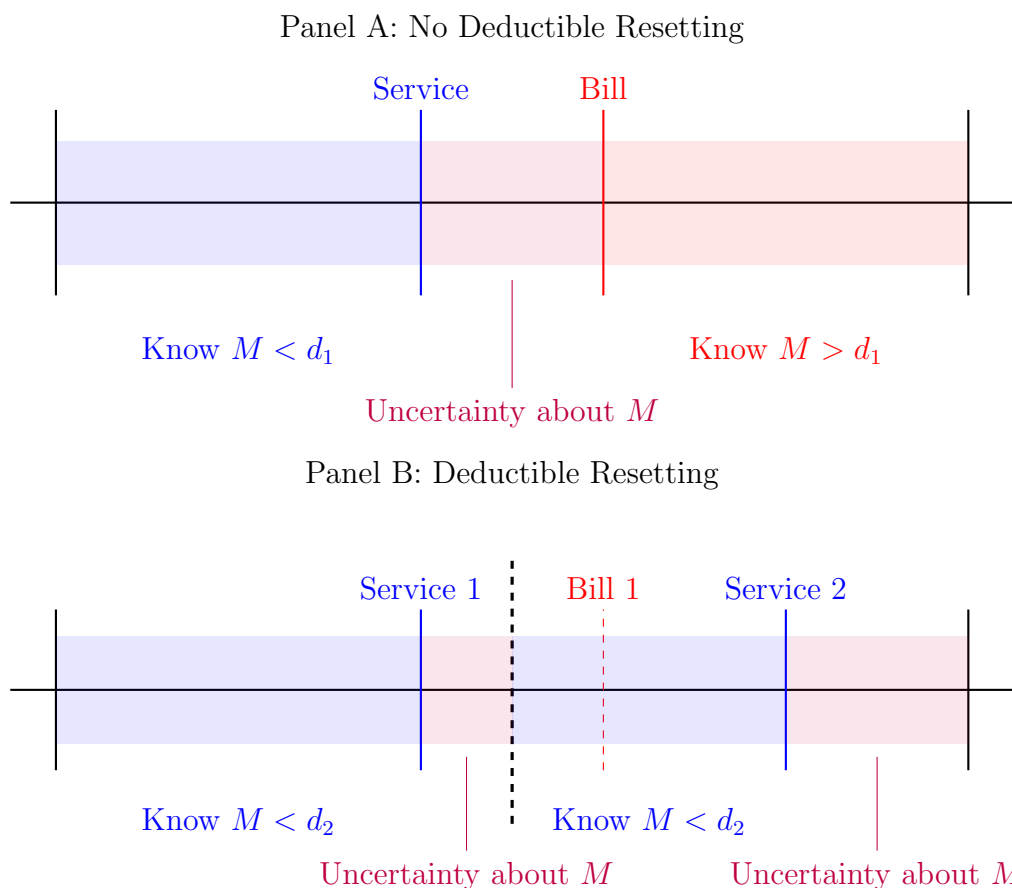 Panel A: No Deductible Resetting
Service Bill
Know M < d₁ Know M > d₁
Uncertainty about M
Panel B: Deductible Resetting
Service 1 Bill 1 Service 2
Know M < d₂ Know M < d₂
Uncertainty about M Uncertainty about M